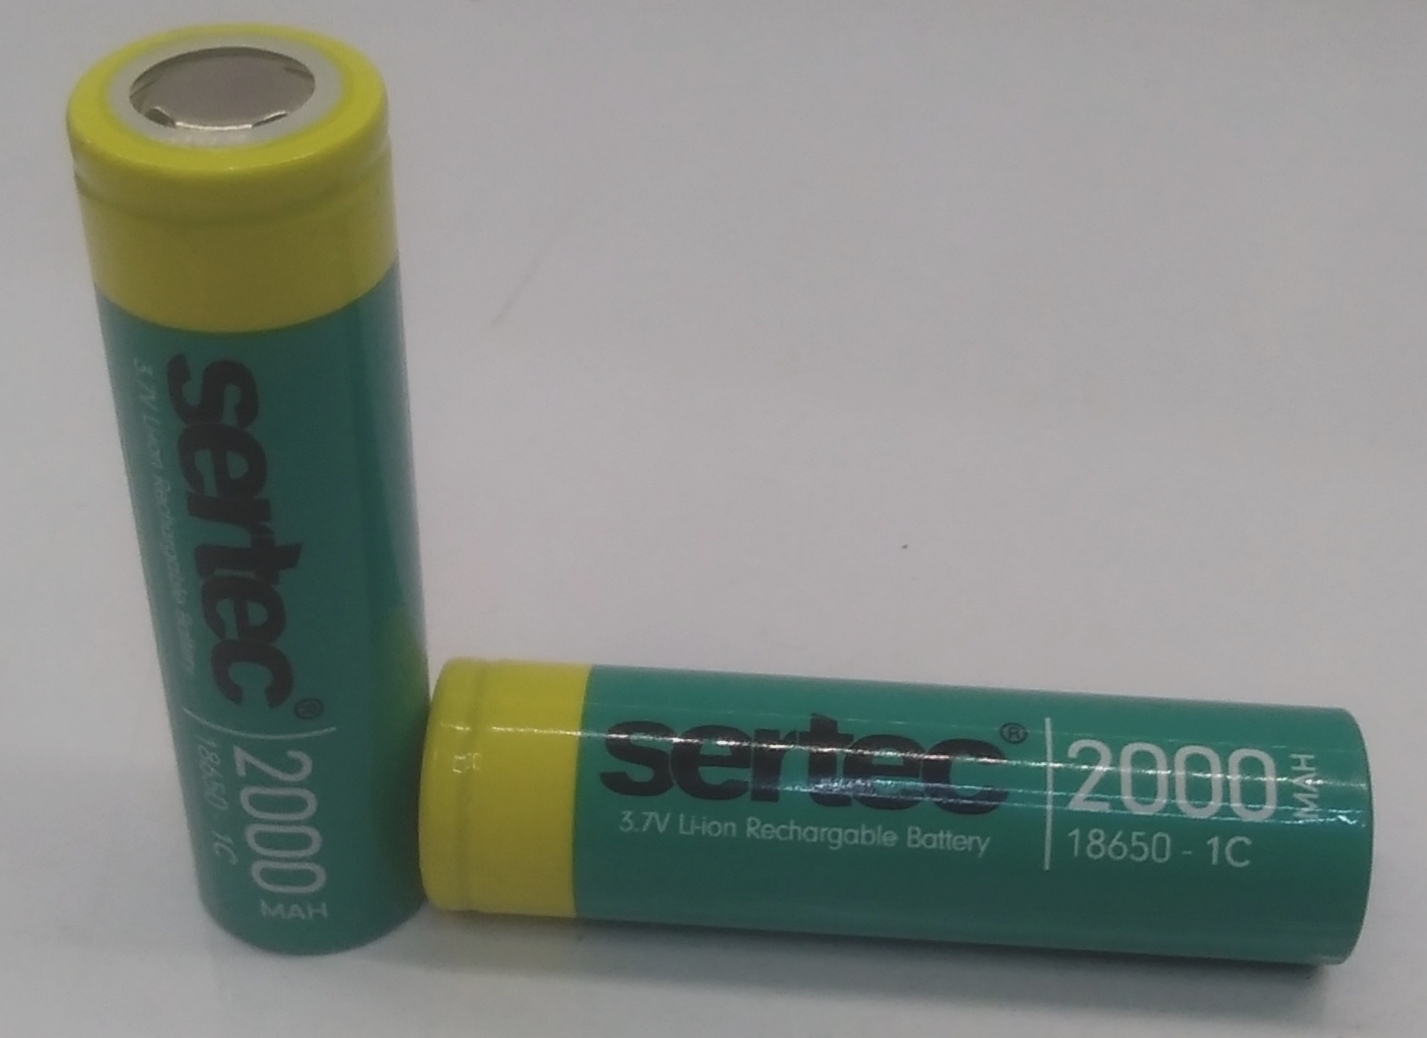 sertec®
3.7V Li-ion Rechargable Battery
2000 MAH
18650 - 1C
sertec®
3.7V Li-ion Rechargable Battery
2000 MAH
18650 - 1C